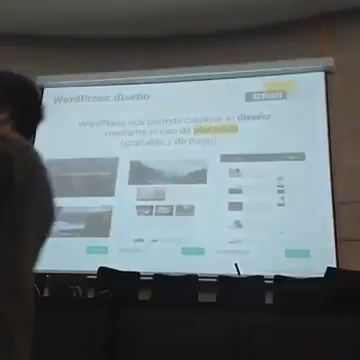 WordPress: diseño
WordPress nos permite cambiar el diseño
mediante el uso de plantillas
(gratuitas y de pago)